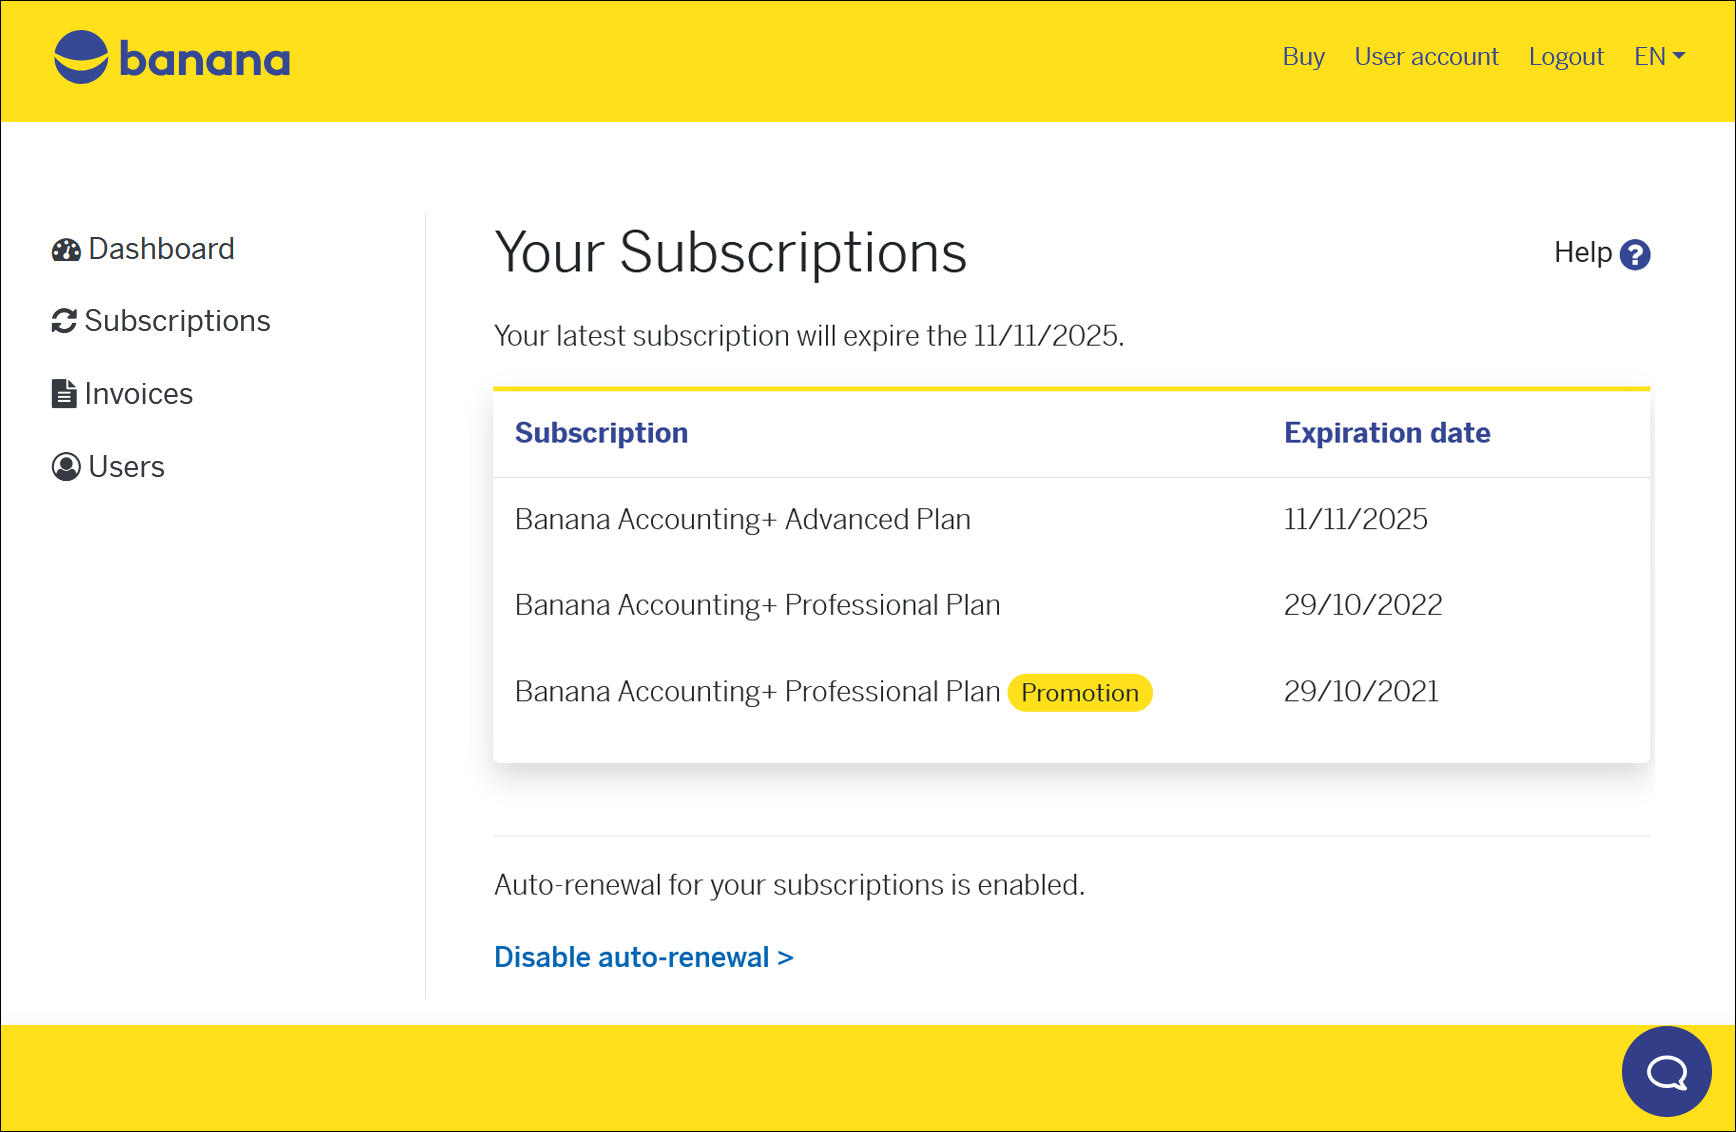 banana
Buy User account Logout EN
Dashboard
Subscriptions
Invoices
Users
Your Subscriptions
Help ?
Your latest subscription will expire the 11/11/2025.
Subscription Expiration date
Banana Accounting+ Advanced Plan 11/11/2025
Banana Accounting+ Professional Plan 29/10/2022
Banana Accounting+ Professional Plan Promotion 29/10/2021
Auto-renewal for your subscriptions is enabled.
Disable auto-renewal >